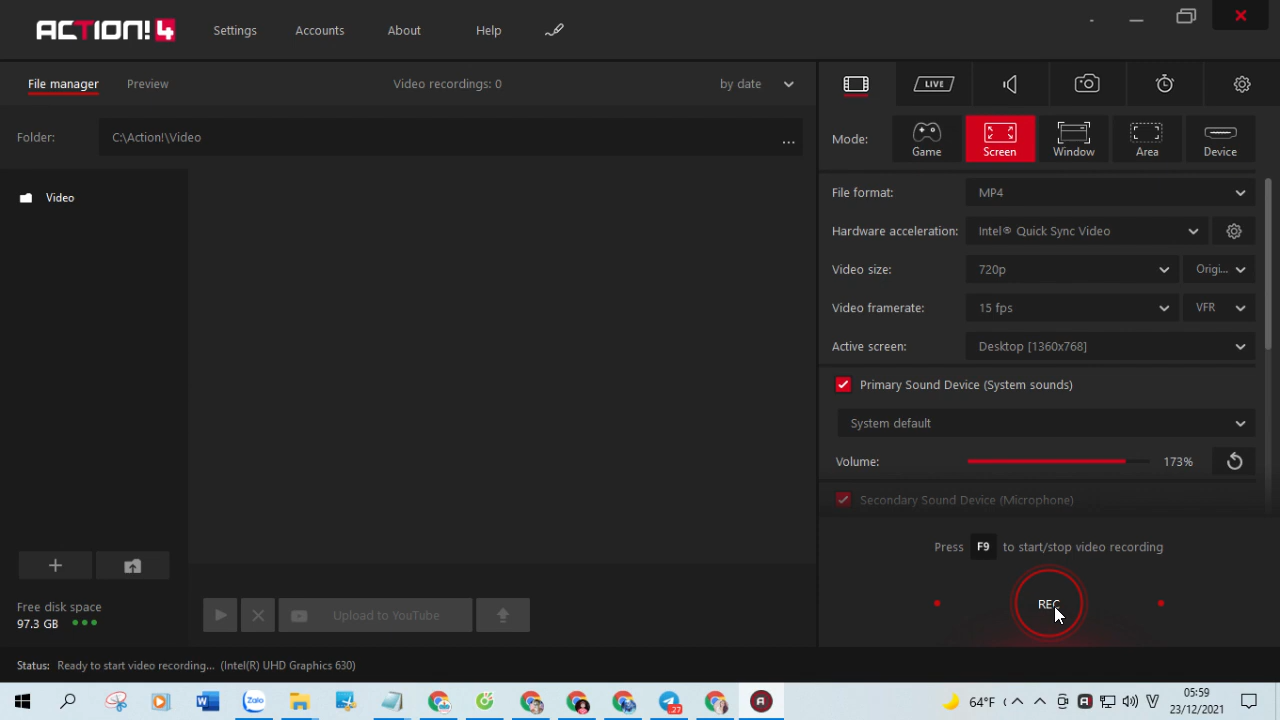 ACTION! 4 Settings Accounts About Help
File manager Preview Video recordings: 0 by date LIVE
Folder: C:\Action!\Video ...
Mode: Game Screen Window Area Device
Video
File format: MP4
Hardware acceleration: Intel® Quick Sync Video
Video size: 720p Origi...
Video framerate: 15 fps VFR
Active screen: Desktop [1360x768]
Primary Sound Device (System sounds)
System default
Volume: 173%
Secondary Sound Device (Microphone)
Press F9 to start/stop video recording
Free disk space
97.3 GB
Upload to YouTube
REC
Status: Ready to start video recording... (Intel(R) UHD Graphics 630)
Zalo 27 64°F 05:59
23/12/2021